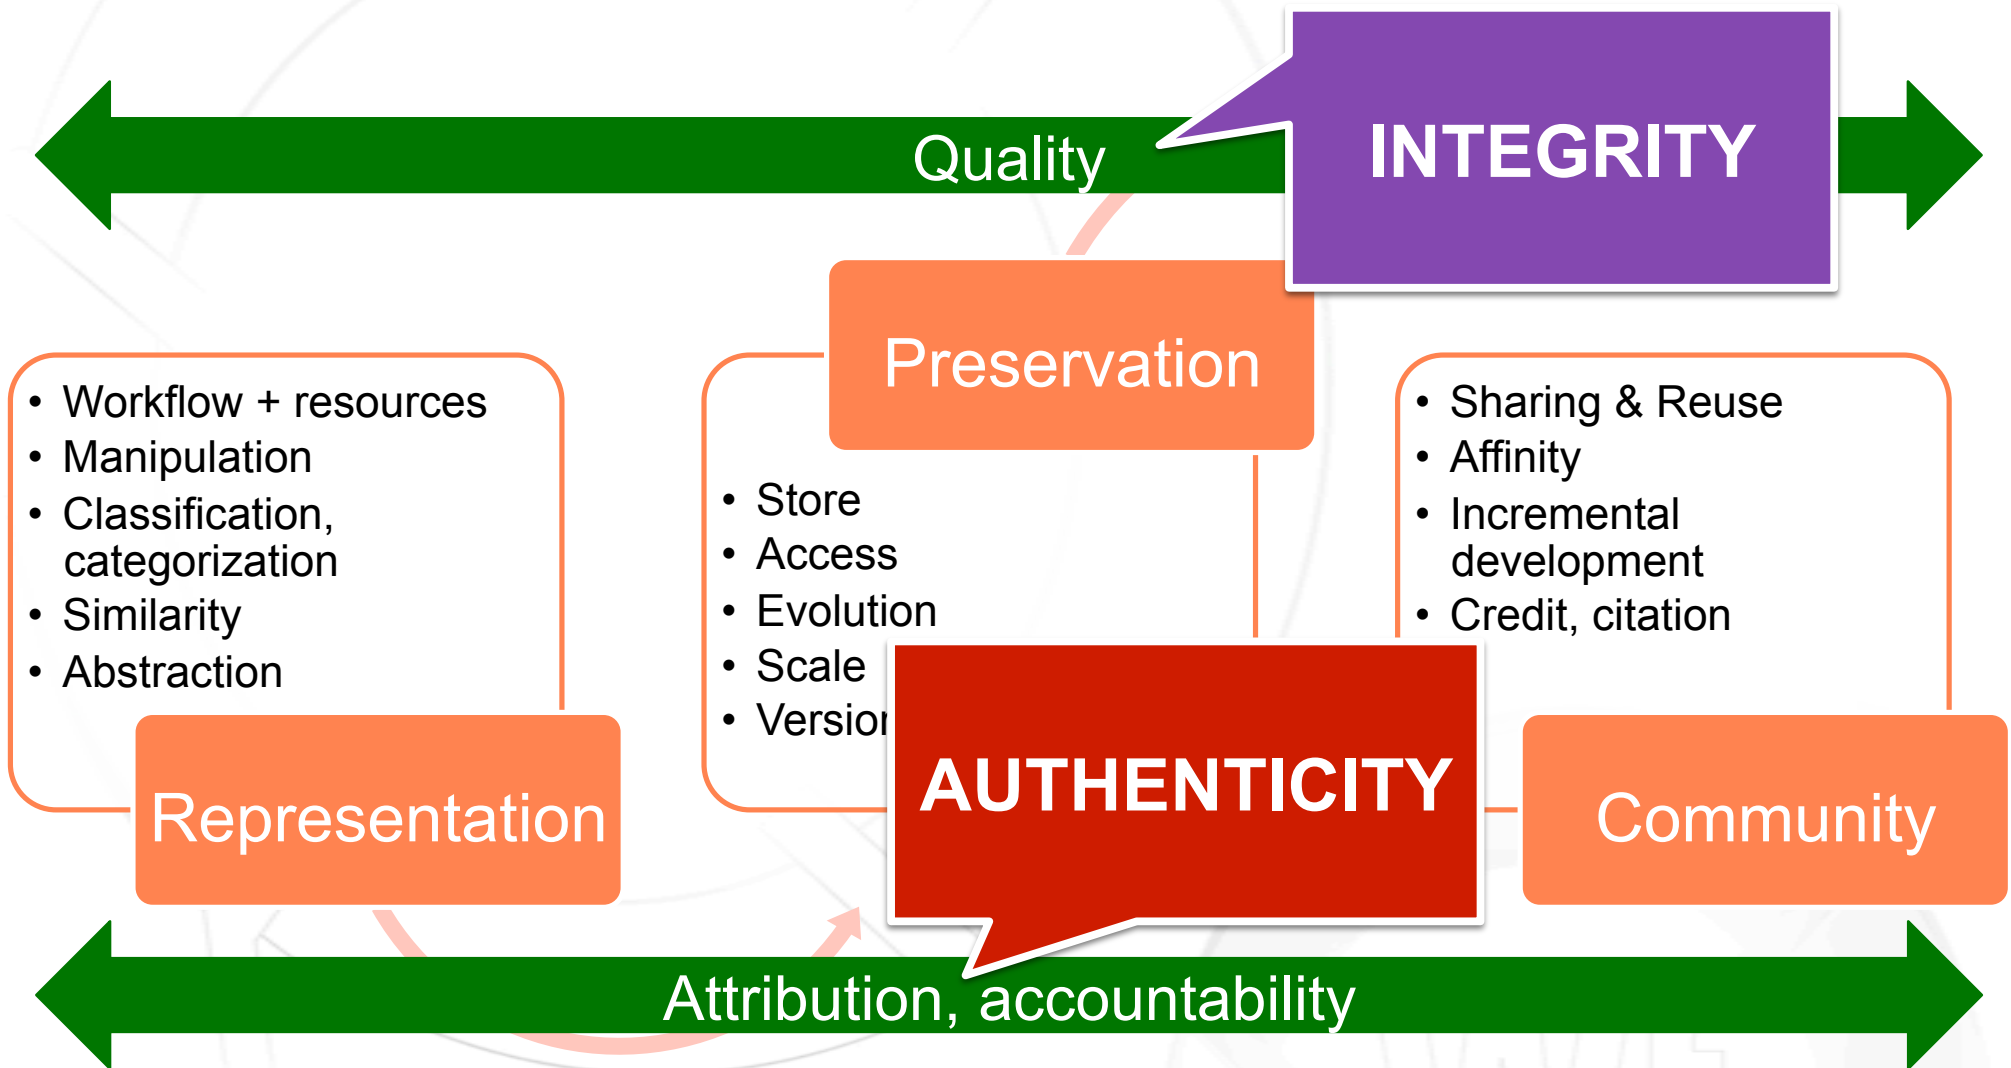 Quality
INTEGRITY
Preservation
• Workflow + resources
• Manipulation
• Classification,
categorization
• Similarity
• Abstraction
Representation
• Store
• Access
• Evolution
• Scale
• Version
AUTHENTICITY
• Sharing & Reuse
• Affinity
• Incremental
development
• Credit, citation
Community
Attribution, accountability